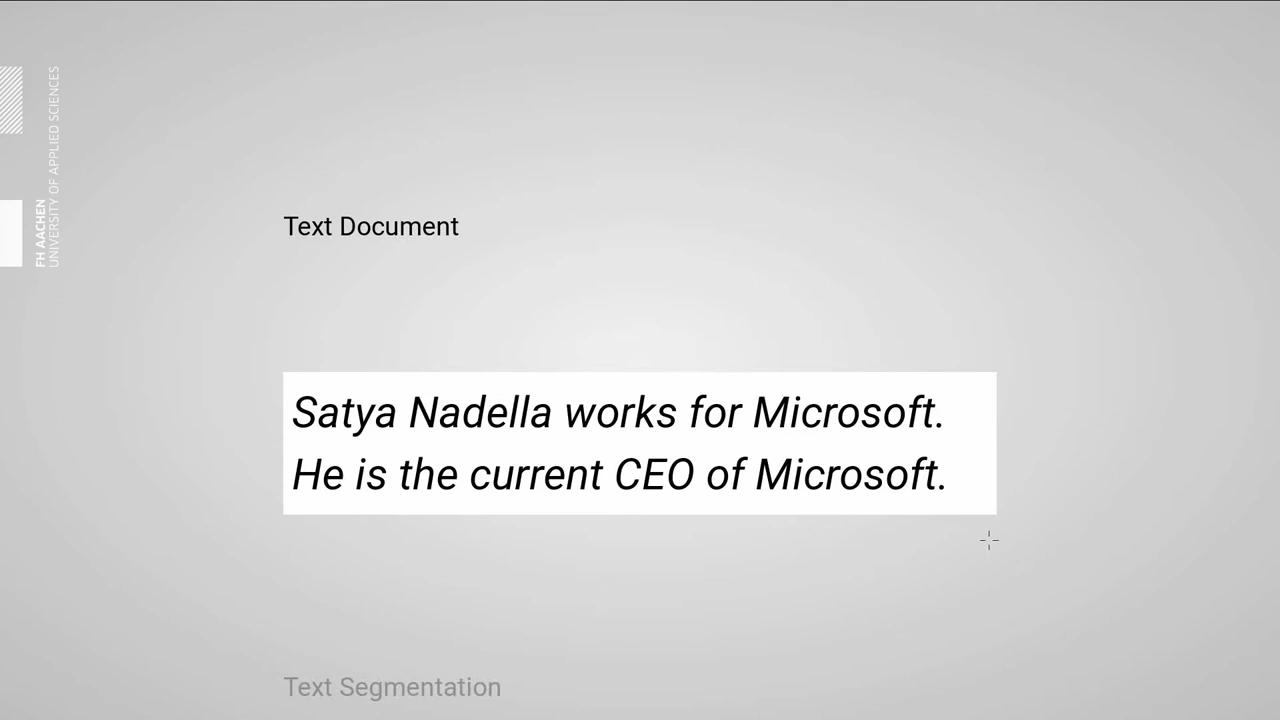 FH AACHEN
UNIVERSITY OF APPLIED SCIENCES
Text Document
Satya Nadella works for Microsoft.
He is the current CEO of Microsoft.
Text Segmentation